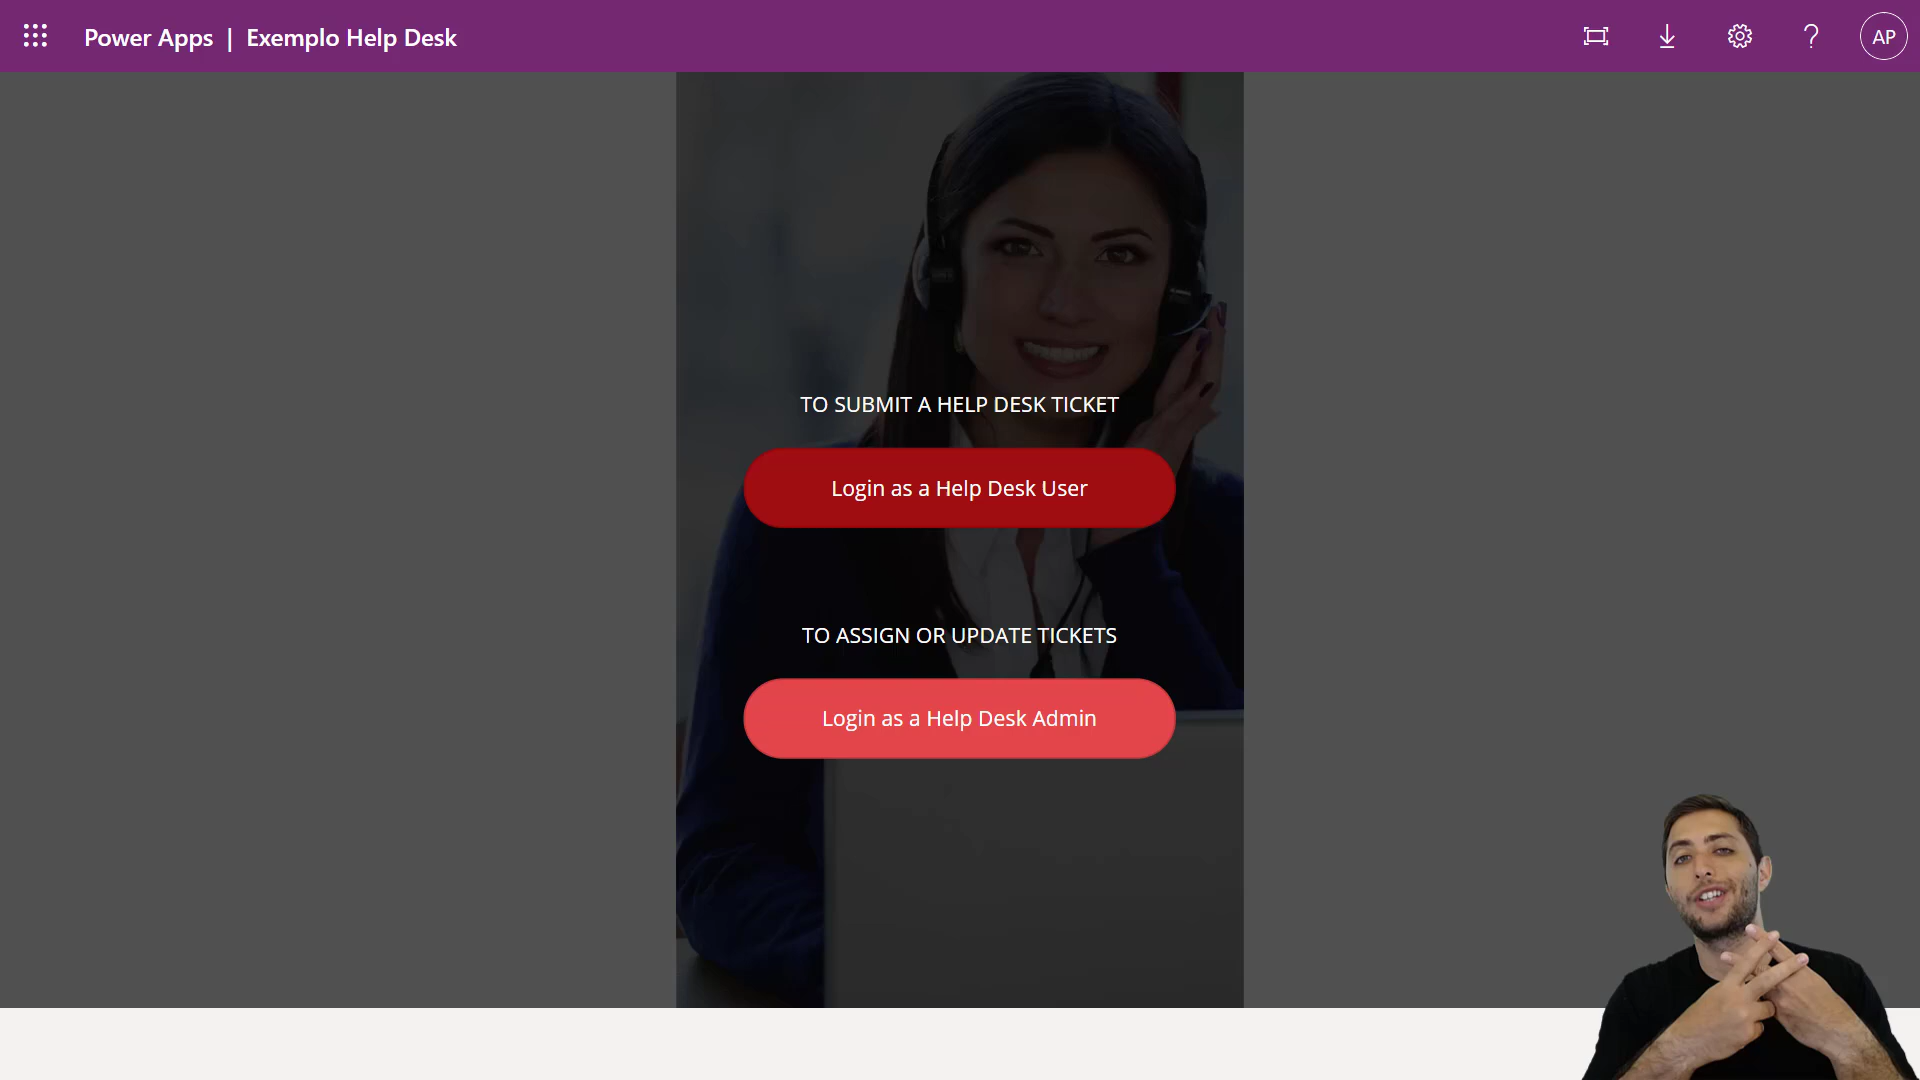 Power Apps | Exemplo Help Desk
AP
TO SUBMIT A HELP DESK TICKET
Login as a Help Desk User
TO ASSIGN OR UPDATE TICKETS
Login as a Help Desk Admin